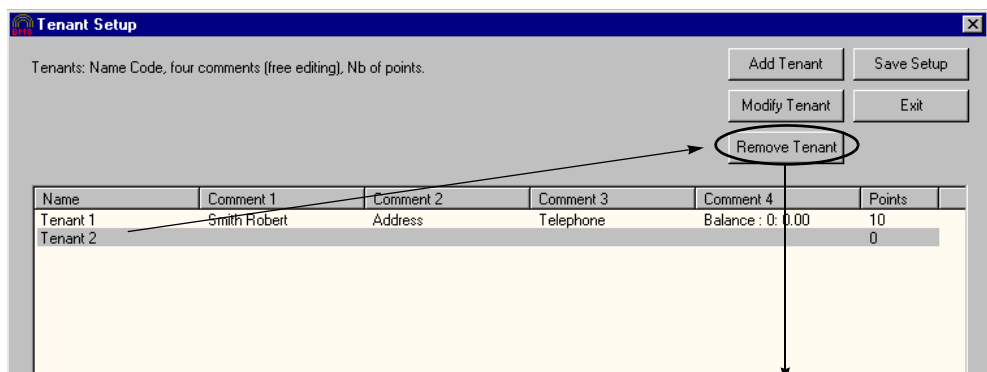 BMS Tenant Setup
Tenants: Name Code, four comments (free editing), Nb of points.
Add Tenant Save Setup
Modify Tenant Exit
Remove Tenant
Name Comment 1 Comment 2 Comment 3 Comment 4 Points
Tenant 1 Smith Robert Address Telephone Balance : 0: 0.00 10
Tenant 2 0